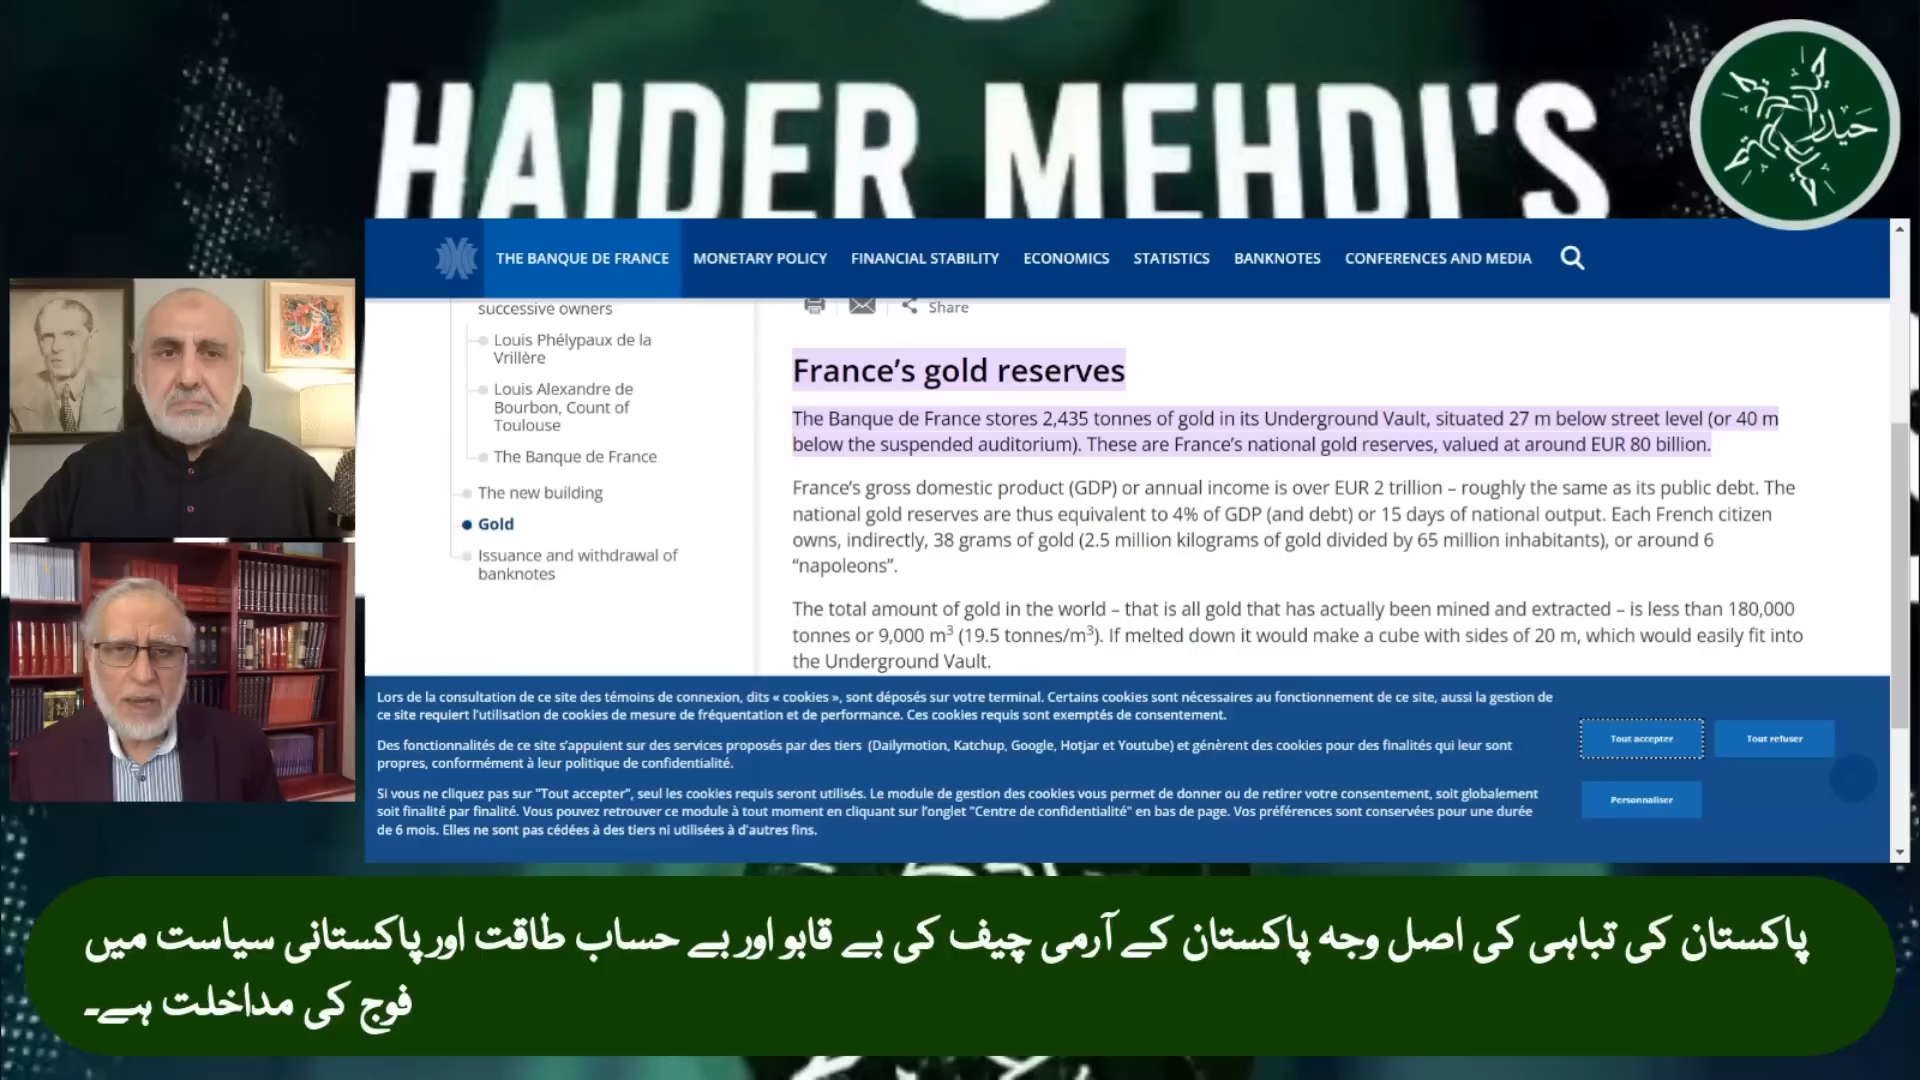 HAIDER MEHDI'S
حیدر
THE BANQUE DE FRANCE MONETARY POLICY FINANCIAL STABILITY ECONOMICS STATISTICS BANKNOTES CONFERENCES AND MEDIA
successive owners
Louis Phélypaux de la
Vrillère
Louis Alexandre de
Bourbon, Count of
Toulouse
The Banque de France
The new building
Gold
Issuance and withdrawal of
banknotes
Share
France’s gold reserves
The Banque de France stores 2,435 tonnes of gold in its Underground Vault, situated 27 m below street level (or 40 m
below the suspended auditorium). These are France’s national gold reserves, valued at around EUR 80 billion.
France’s gross domestic product (GDP) or annual income is over EUR 2 trillion – roughly the same as its public debt. The
national gold reserves are thus equivalent to 4% of GDP (and debt) or 15 days of national output. Each French citizen
owns, indirectly, 38 grams of gold (2.5 million kilograms of gold divided by 65 million inhabitants), or around 6
“napoleons”.
The total amount of gold in the world – that is all gold that has actually been mined and extracted – is less than 180,000
tonnes or 9,000 m³ (19.5 tonnes/m³). If melted down it would make a cube with sides of 20 m, which would easily fit into
the Underground Vault.
Lors de la consultation de ce site des témoins de connexion, dits « cookies », sont déposés sur votre terminal. Certains cookies sont nécessaires au fonctionnement de ce site, aussi la gestion de
ce site requiert l’utilisation de cookies de mesure de fréquentation et de performance. Ces cookies requis sont exemptés de consentement.
Des fonctionnalités de ce site s’appuient sur des services proposés par des tiers (Dailymotion, Katchup, Google, Hotjar et Youtube) et génèrent des cookies pour des finalités qui leur sont
propres, conformément à leur politique de confidentialité.
Si vous ne cliquez pas sur "Tout accepter", seul les cookies requis seront utilisés. Le module de gestion des cookies vous permet de donner ou de retirer votre consentement, soit globalement
soit finalité par finalité. Vous pouvez retrouver ce module à tout moment en cliquant sur l’onglet "Centre de confidentialité" en bas de page. Vos préférences sont conservées pour une durée
de 6 mois. Elles ne sont pas cédées à des tiers ni utilisées à d’autres fins.
Tout accepter
Tout refuser
Personnaliser
پاکستان کی تباہی کی اصل وجہ پاکستان کے آرمی چیف کی بے قابو اور بے حساب طاقت اور پاکستانی سیاست میں
فوج کی مداخلت ہے۔